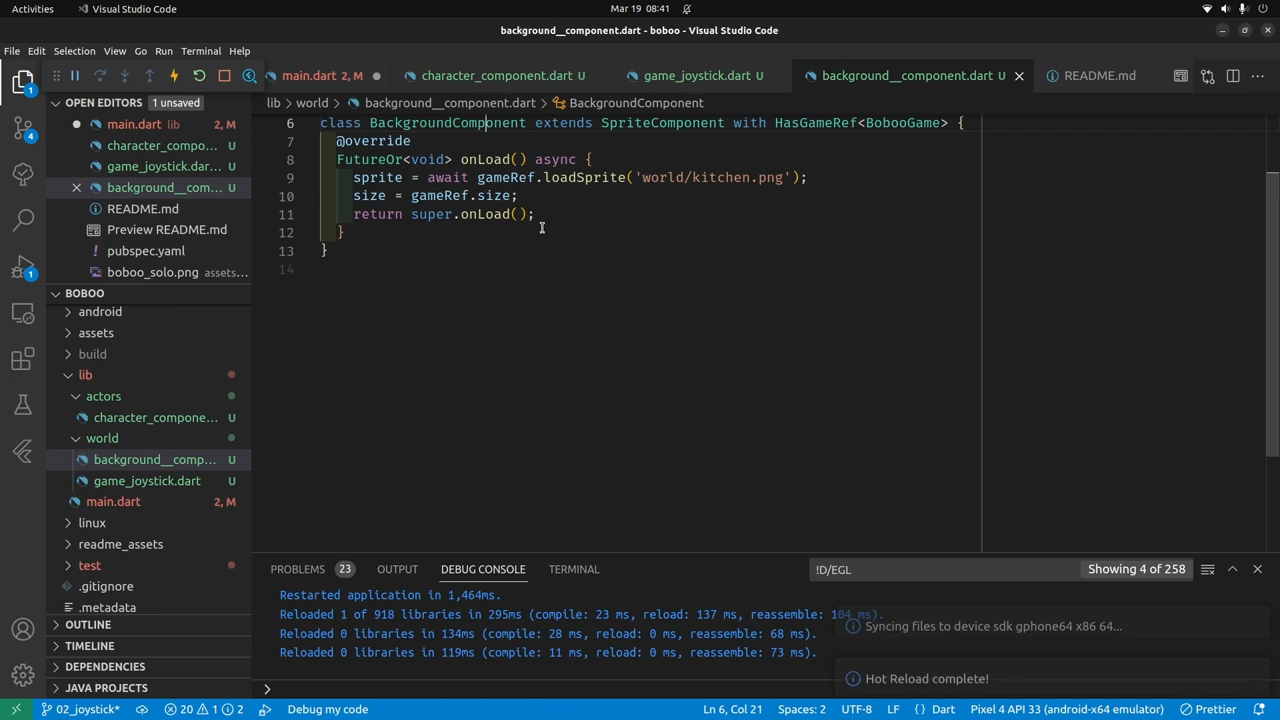 Activities
Visual Studio Code
Mar 19 08:41
background__component.dart - boboo - Visual Studio Code
File Edit Selection View Go Run Terminal Help
main.dart 2, M
character_component.dart U
game_joystick.dart U
background__component.dart U
README.md
1
OPEN EDITORS
1 unsaved
lib
world
background__component.dart
BackgroundComponent
main.dart lib
2, M
character_compo...
U
game_joystick.dar...
U
background__com...
U
README.md
Preview README.md
pubspec.yaml
boboo_solo.png assets...
4
1
6 class BackgroundComponent extends SpriteComponent with HasGameRef<BobooGame> {
7 @override
8 FutureOr<void> onLoad() async {
9 sprite = await gameRef.loadSprite('world/kitchen.png');
10 size = gameRef.size;
11 return super.onLoad();
12 }
13 }
14
BOBOO
android
assets
build
lib
actors
character_compone...
U
world
background__comp...
U
game_joystick.dart
U
main.dart
2, M
linux
readme_assets
test
.gitignore
.metadata
OUTLINE
TIMELINE
DEPENDENCIES
JAVA PROJECTS
PROBLEMS 23 OUTPUT DEBUG CONSOLE TERMINAL
!D/EGL
Showing 4 of 258
Restarted application in 1,464ms.
Reloaded 1 of 918 libraries in 295ms (compile: 23 ms, reload: 137 ms, reassemble: 104 ms).
Reloaded 0 libraries in 134ms (compile: 28 ms, reload: 0 ms, reassemble: 68 ms).
Reloaded 0 libraries in 119ms (compile: 11 ms, reload: 0 ms, reassemble: 73 ms).
Syncing files to device sdk gphone64 x86 64...
Hot Reload complete!
02_joystick*
20 1 2
Debug my code
Ln 6, Col 21
Spaces: 2
UTF-8
LF
{} Dart
Pixel 4 API 33 (android-x64 emulator)
Prettier